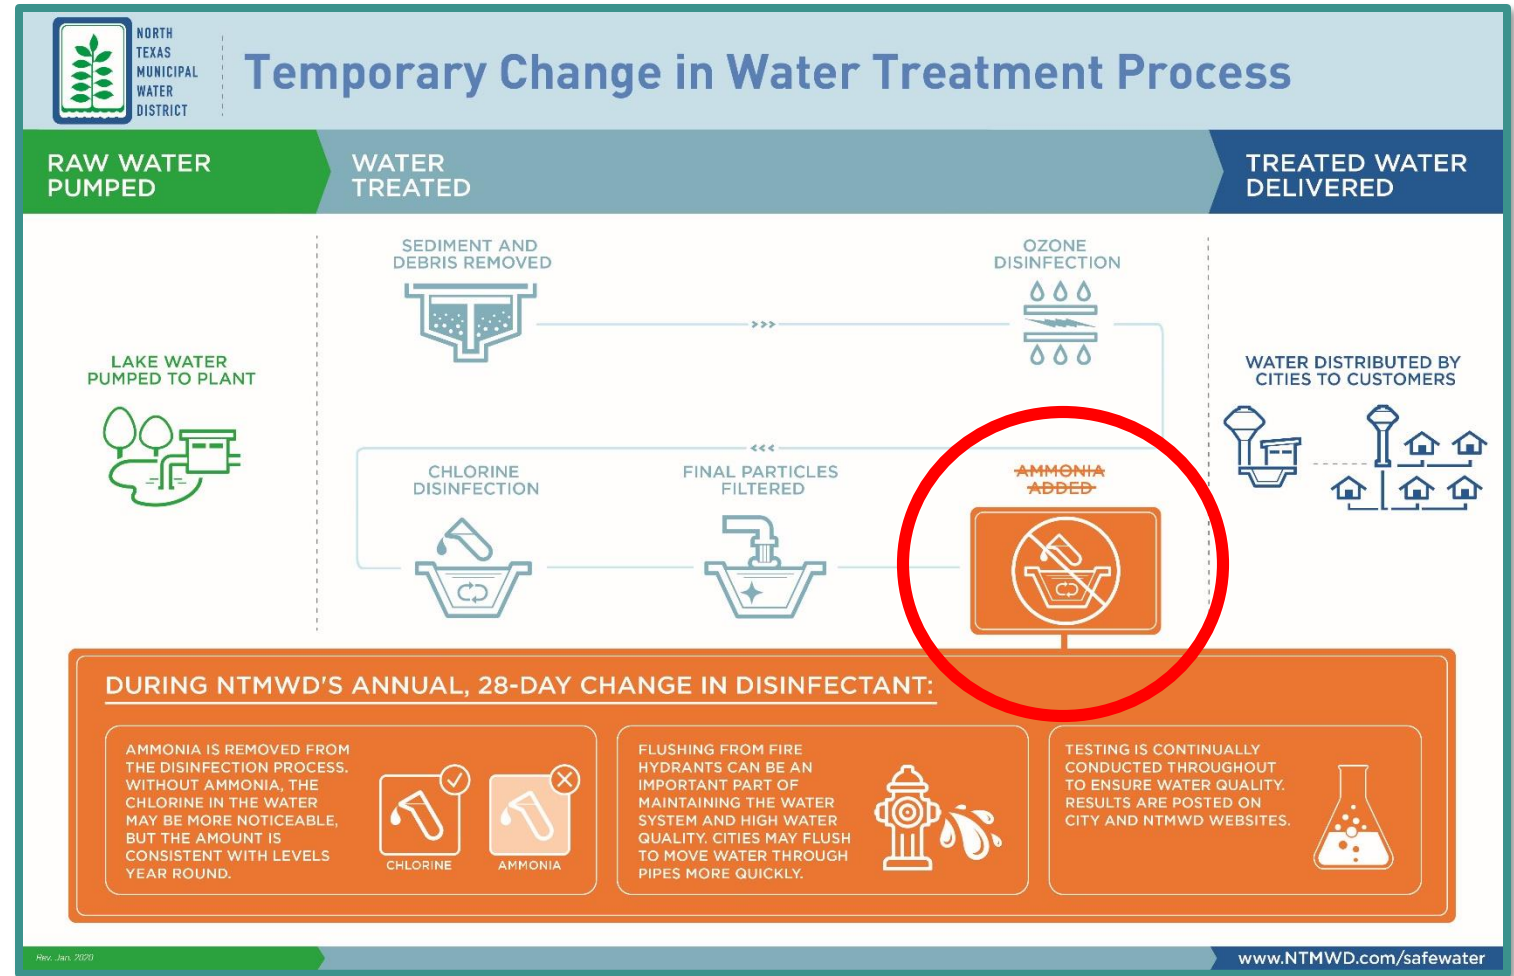 NORTH
TEXAS
MUNICIPAL
WATER
DISTRICT
Temporary Change in Water Treatment Process
RAW WATER
PUMPED
WATER
TREATED
TREATED WATER
DELIVERED
LAKE WATER
PUMPED TO PLANT
SEDIMENT AND
DEBRIS REMOVED
>>>
OZONE
DISINFECTION
<<<
CHLORINE
DISINFECTION
FINAL PARTICLES
FILTERED
AMMONIA
ADDED
WATER DISTRIBUTED BY
CITIES TO CUSTOMERS
DURING NTMWD'S ANNUAL, 28-DAY CHANGE IN DISINFECTANT:
AMMONIA IS REMOVED FROM
THE DISINFECTION PROCESS.
WITHOUT AMMONIA, THE
CHLORINE IN THE WATER
MAY BE MORE NOTICEABLE,
BUT THE AMOUNT IS
CONSISTENT WITH LEVELS
YEAR ROUND.
CHLORINE
AMMONIA
FLUSHING FROM FIRE
HYDRANTS CAN BE AN
IMPORTANT PART OF
MAINTAINING THE WATER
SYSTEM AND HIGH WATER
QUALITY. CITIES MAY FLUSH
TO MOVE WATER THROUGH
PIPES MORE QUICKLY.
TESTING IS CONTINUALLY
CONDUCTED THROUGHOUT
TO ENSURE WATER QUALITY.
RESULTS ARE POSTED ON
CITY AND NTMWD WEBSITES.
Rev. Jan. 2020
www.NTMWD.com/safewater